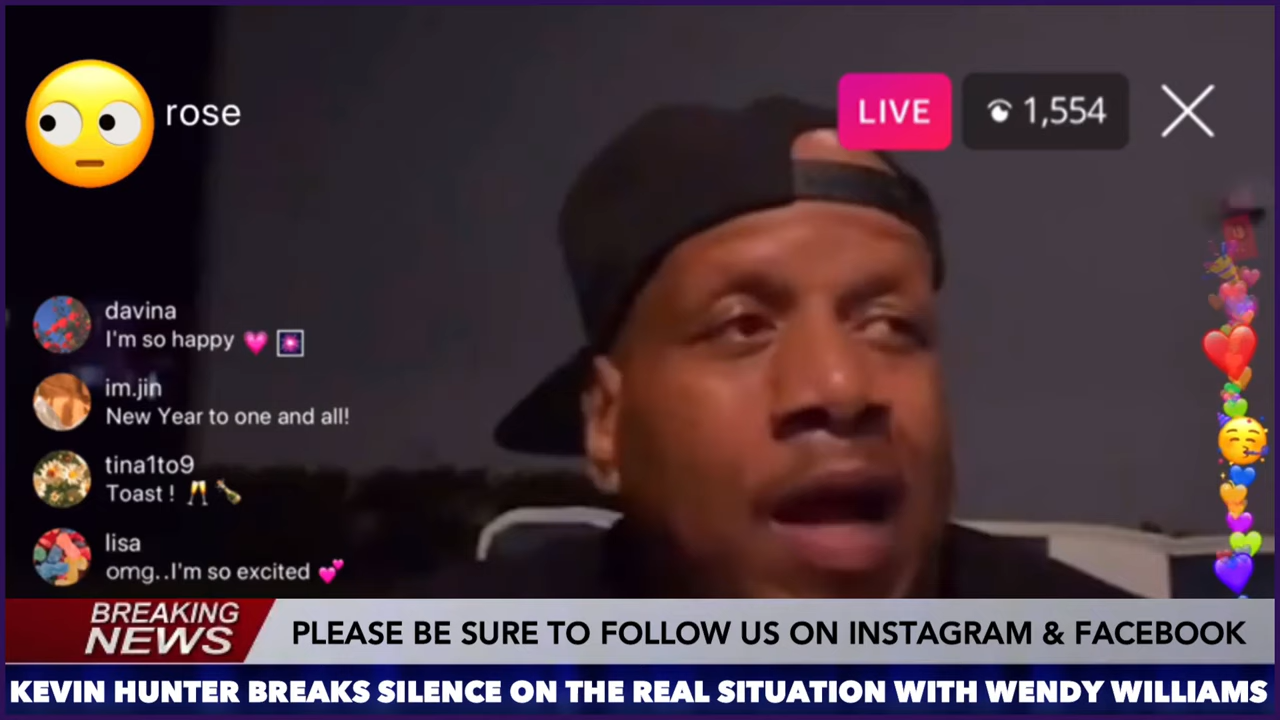 rose
LIVE
1,554
davina
I'm so happy 💗 🎆
im.jin
New Year to one and all!
tina1to9
Toast ! 🥂🍾
lisa
omg..I'm so excited 💕
BREAKING
NEWS
PLEASE BE SURE TO FOLLOW US ON INSTAGRAM & FACEBOOK
KEVIN HUNTER BREAKS SILENCE ON THE REAL SITUATION WITH WENDY WILLIAMS